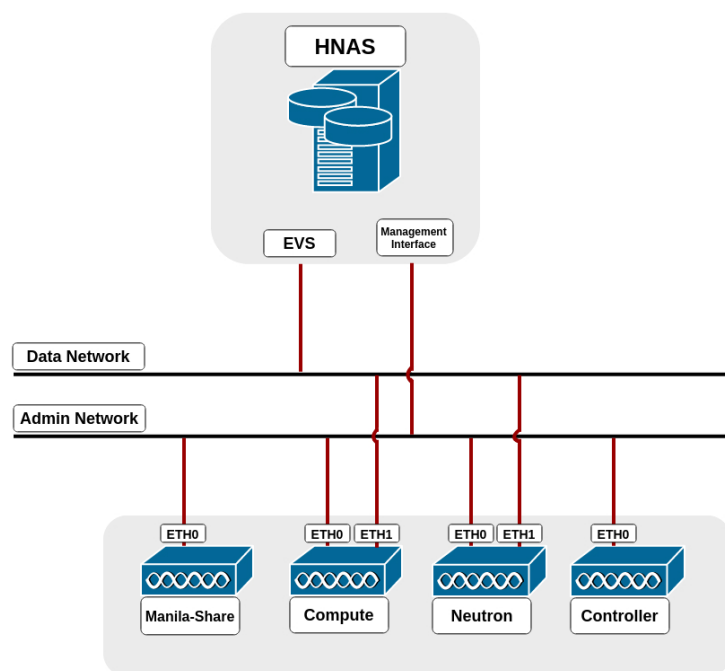 HNAS
EVS
Management
Interface
Data Network
Admin Network
ETH0
ETH0
ETH1
ETH0
ETH1
ETH0
Manila-Share
Compute
Neutron
Controller